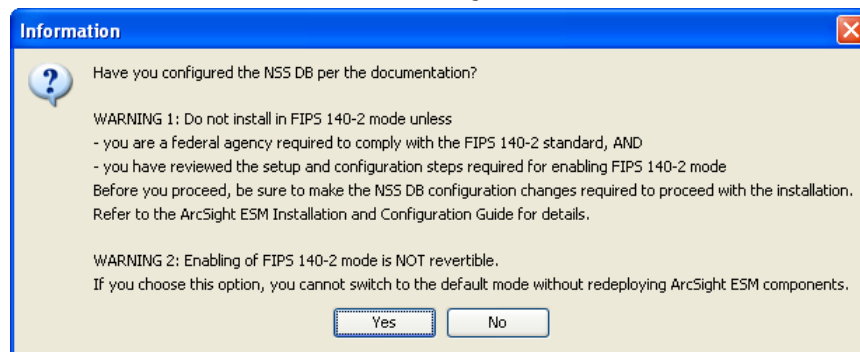 Information
Have you configured the NSS DB per the documentation?
WARNING 1: Do not install in FIPS 140-2 mode unless
- you are a federal agency required to comply with the FIPS 140-2 standard, AND
- you have reviewed the setup and configuration steps required for enabling FIPS 140-2 mode
Before you proceed, be sure to make the NSS DB configuration changes required to proceed with the installation.
Refer to the ArcSight ESM Installation and Configuration Guide for details.
WARNING 2: Enabling of FIPS 140-2 mode is NOT revertible.
If you choose this option, you cannot switch to the default mode without redeploying ArcSight ESM components.
Yes No